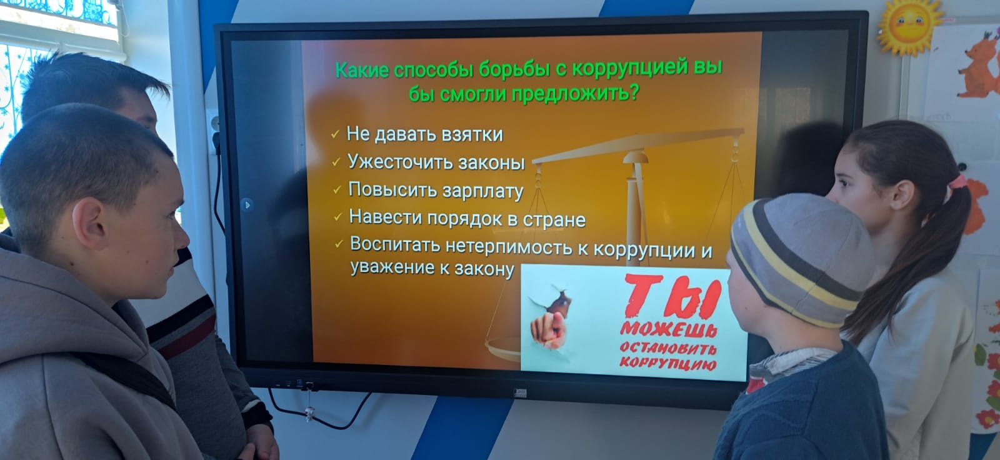 Какие способы борьбы с коррупцией вы
бы смогли предложить?
Не давать взятки
Ужесточить законы
Повысить зарплату
Навести порядок в стране
Воспитать нетерпимость к коррупции и
уважение к закону
ТЫ
МОЖЕШЬ
ОСТАНОВИТЬ
КОРРУПЦИЮ